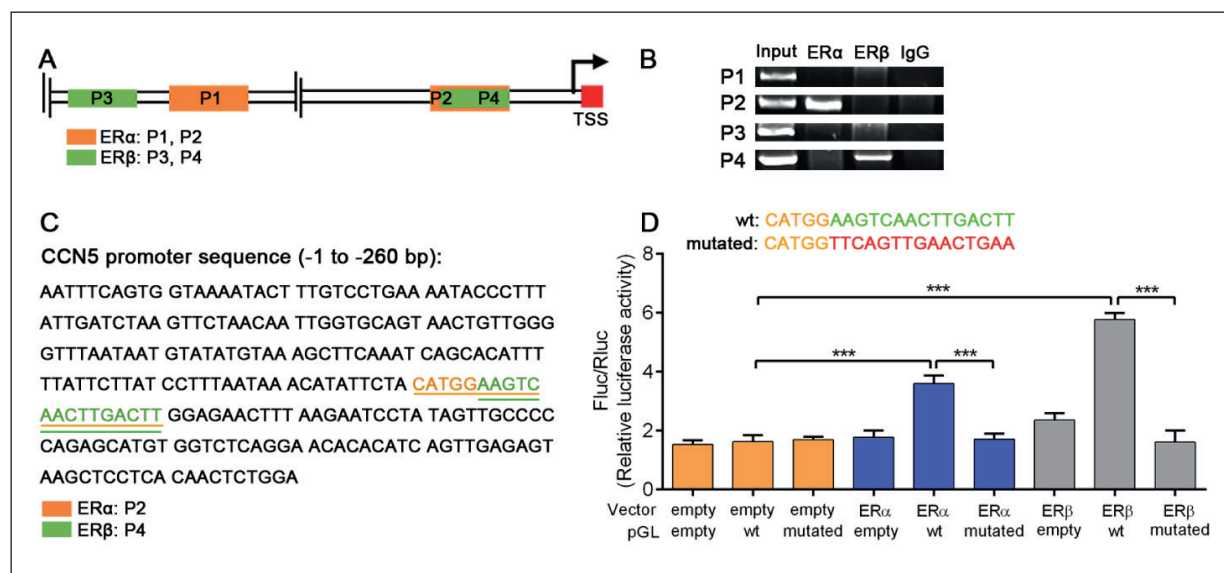 A
P3 P1 P2 P4
TSS
ERα: P1, P2
ERβ: P3, P4
B
Input ERα ERβ IgG
P1
P2
P3
P4
C
CCN5 promoter sequence (-1 to -260 bp):
AATTTCAGTG GTAAAATACT TTGTCCTGAA AATACCCTTT
ATTGATCTAA GTTCTAACAA TTGGTGCAGT AACTGTTGGG
GTTTAATAAT GTATATGTAA AGCTTCAAAT CAGCACATTT
TTATTCTTAT CCTTTAATAA ACATATTCTA CATGGAAGTC
AACTTGACTT GGAGAACTTT AAGAATCCTA TAGTTGCCCC
CAGAGCATGT GGTCTCAGGA ACACACATC AGTTGAGAGT
AAGCTCCTCA CAACTCTGGA
ERα: P2
ERβ: P4
D
wt: CATGGAAGTCAACTTGACTT
mutated: CATGGTTCAGTTGAACTGAA
Fluc/Rluc
(Relative luciferase activity)
8
6
4
2
0
*** ***
*** ***
Vector empty empty empty ERα ERα ERα ERβ ERβ ERβ
pGL empty wt mutated empty wt mutated empty wt mutated